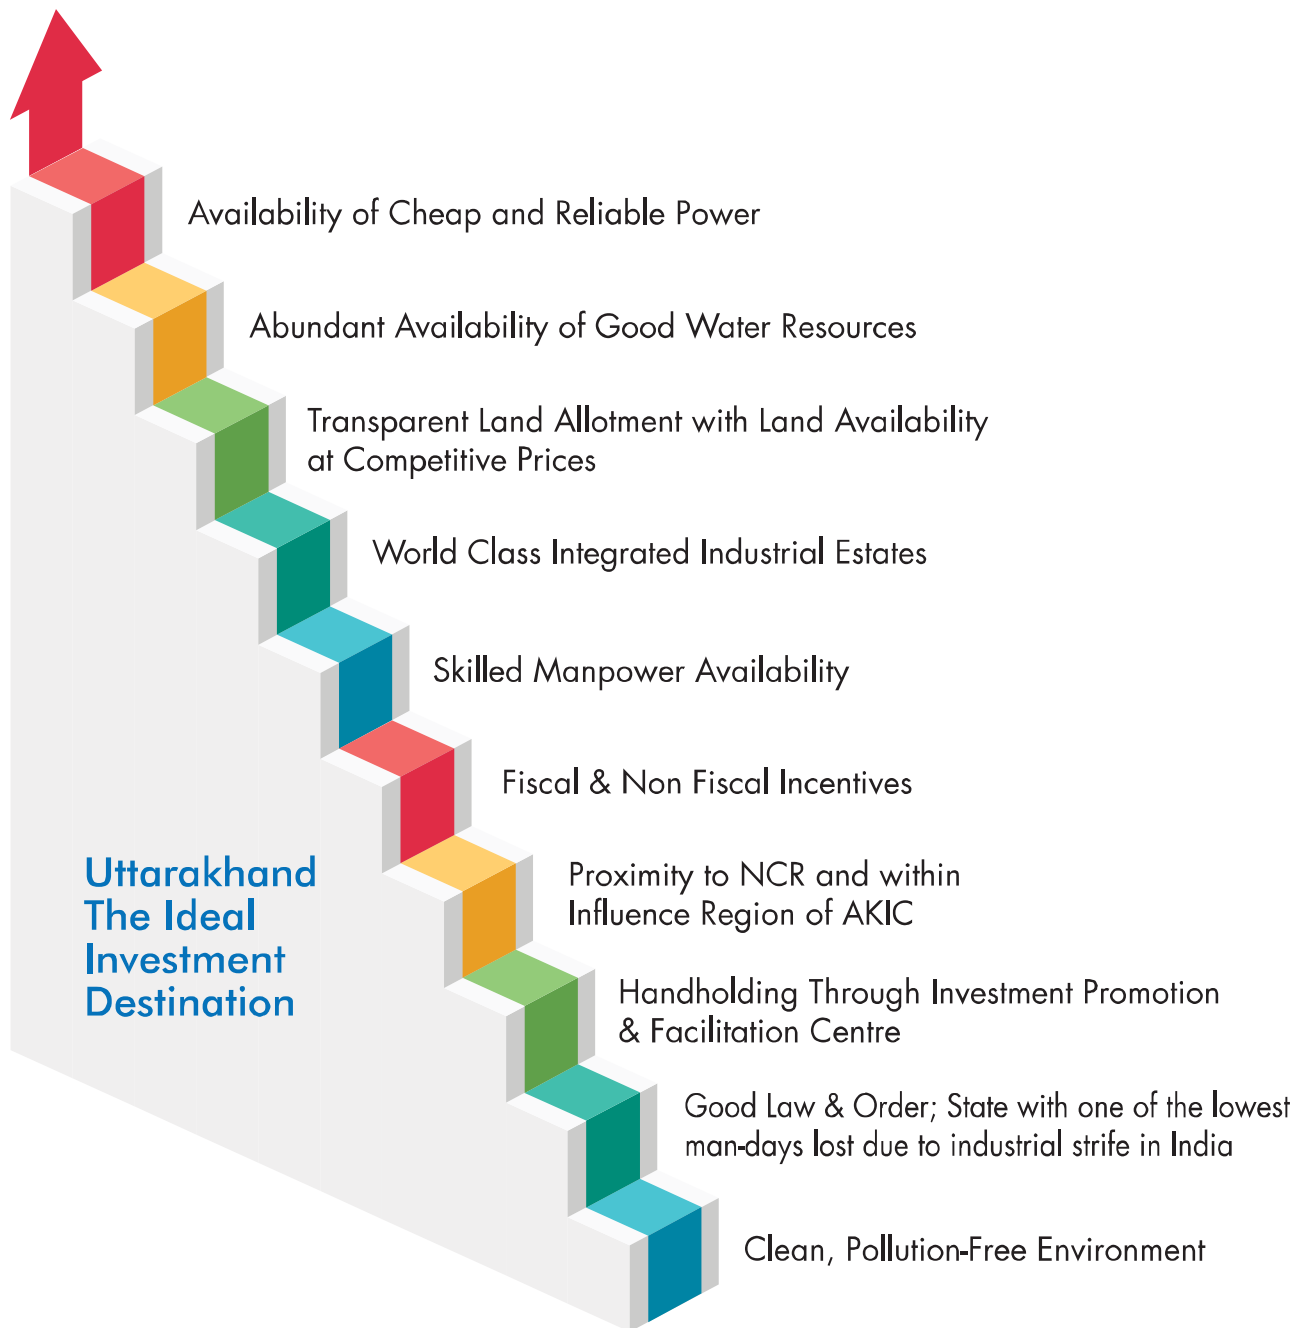 Availability of Cheap and Reliable Power
Abundant Availability of Good Water Resources
Transparent Land Allotment with Land Availability
at Competitive Prices
World Class Integrated Industrial Estates
Skilled Manpower Availability
Fiscal & Non Fiscal Incentives
Proximity to NCR and within
Influence Region of AKIC
Handholding Through Investment Promotion
& Facilitation Centre
Good Law & Order; State with one of the lowest
man-days lost due to industrial strife in India
Clean, Pollution-Free Environment
Uttarakhand
The Ideal
Investment
Destination